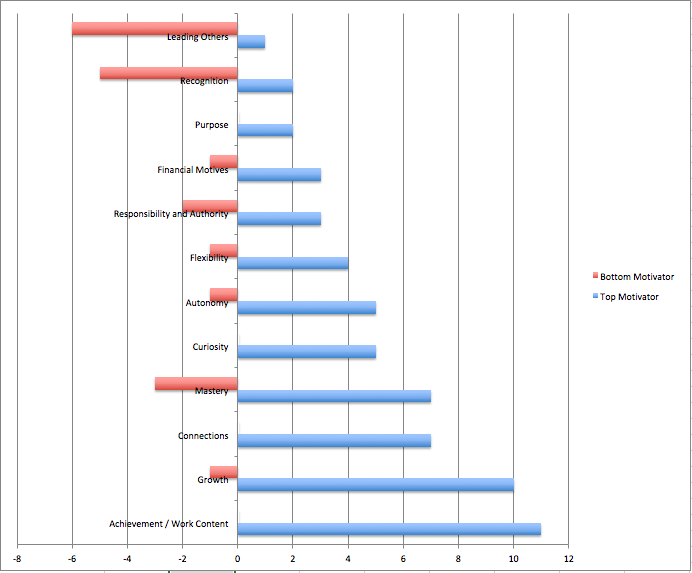 Leading Others
Recognition
Purpose
Financial Motives
Responsibility and Authority
Flexibility
Autonomy
Curiosity
Mastery
Connections
Growth
Achievement / Work Content
-8 -6 -4 -2 0 2 4 6 8 10 12
Bottom Motivator
Top Motivator